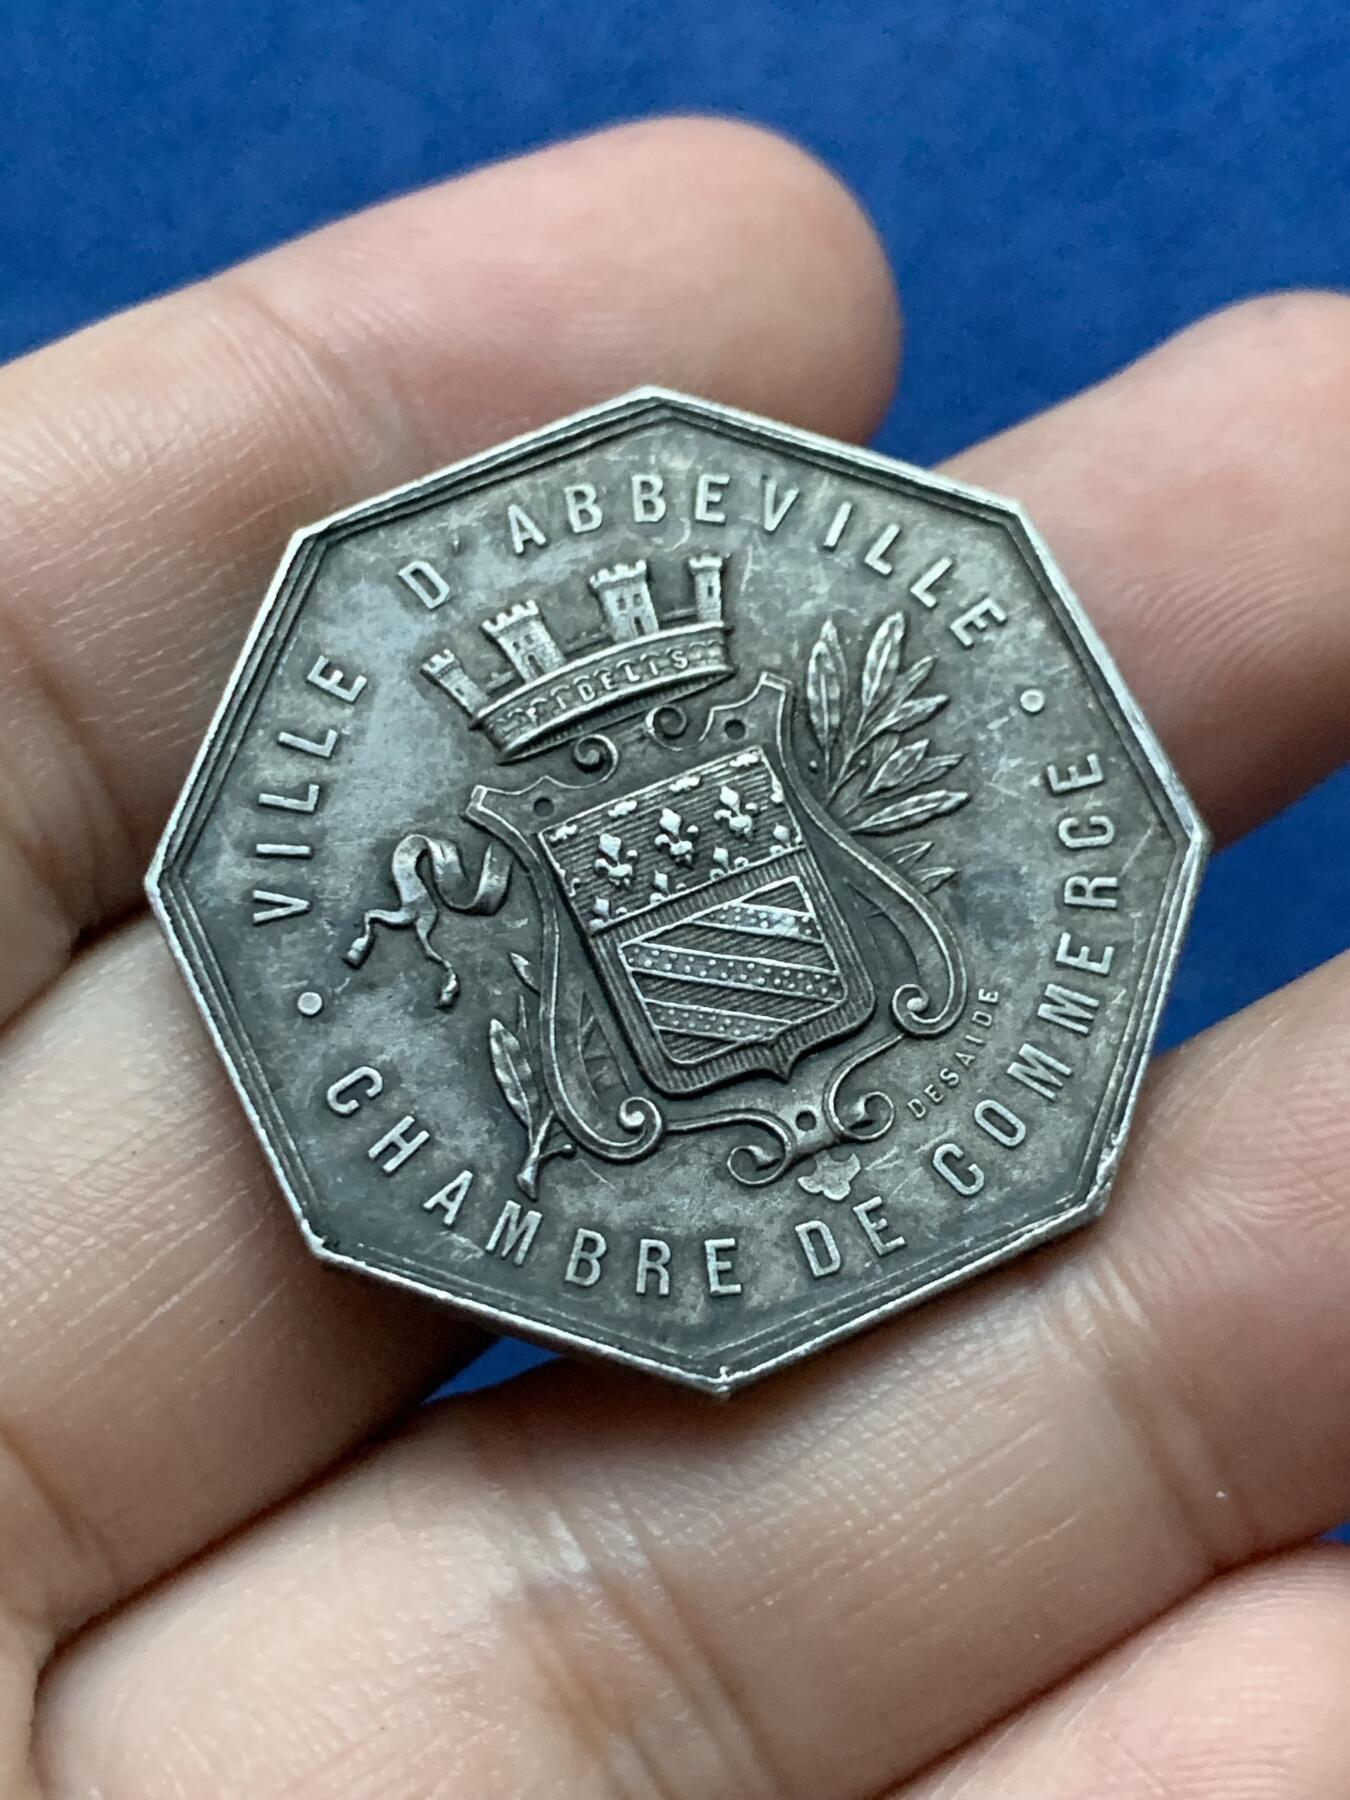 VILLE D'ABBEVILLE
FIDELIS
DESAIDE
• CHAMBRE DE COMMERCE •